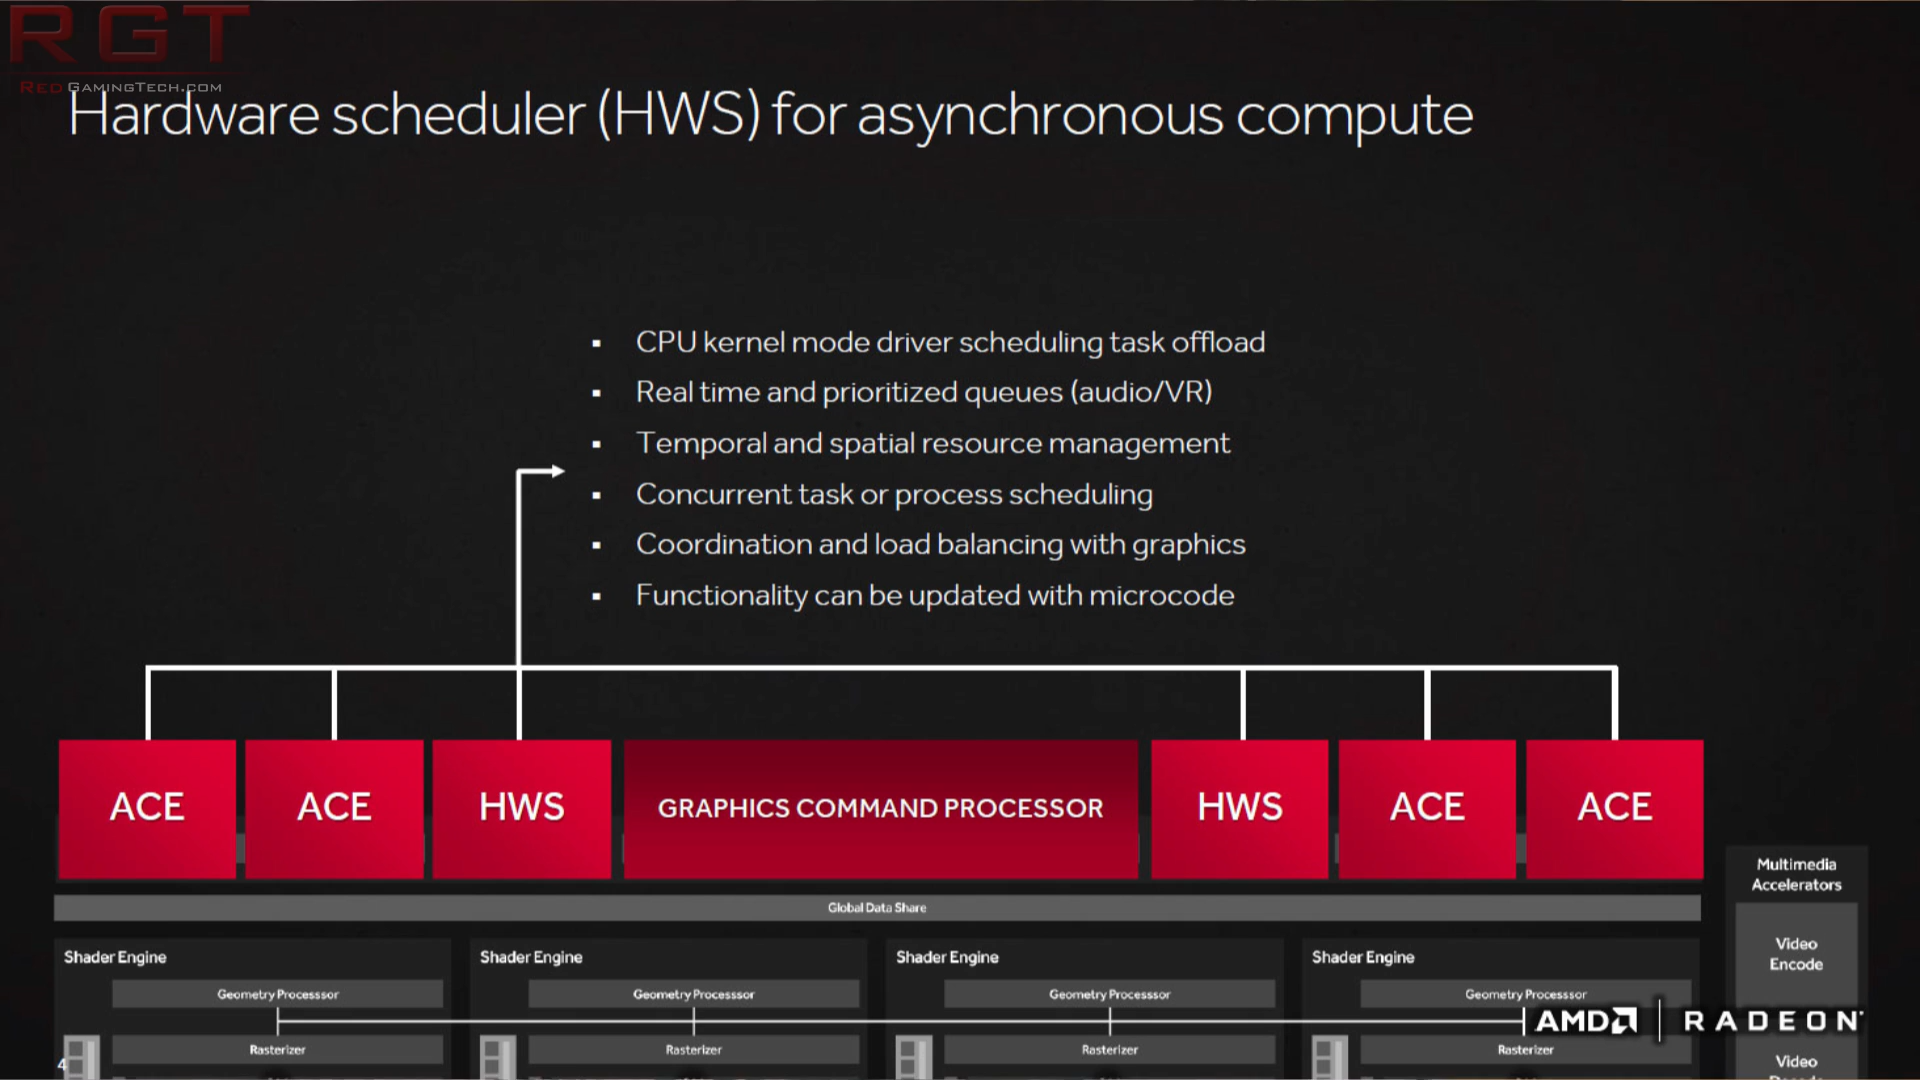 RGT
RedGamingTech.com
Hardware scheduler (HWS) for asynchronous compute
▪ CPU kernel mode driver scheduling task offload
▪ Real time and prioritized queues (audio/VR)
▪ Temporal and spatial resource management
▪ Concurrent task or process scheduling
▪ Coordination and load balancing with graphics
▪ Functionality can be updated with microcode
ACE
ACE
HWS
GRAPHICS COMMAND PROCESSOR
HWS
ACE
ACE
Global Data Share
Multimedia
Accelerators
Video
Encode
Video
Shader Engine
Geometry Processsor
Rasterizer
Shader Engine
Geometry Processsor
Rasterizer
Shader Engine
Geometry Processsor
Rasterizer
Shader Engine
Geometry Processsor
Rasterizer
AMD
RADEON
4